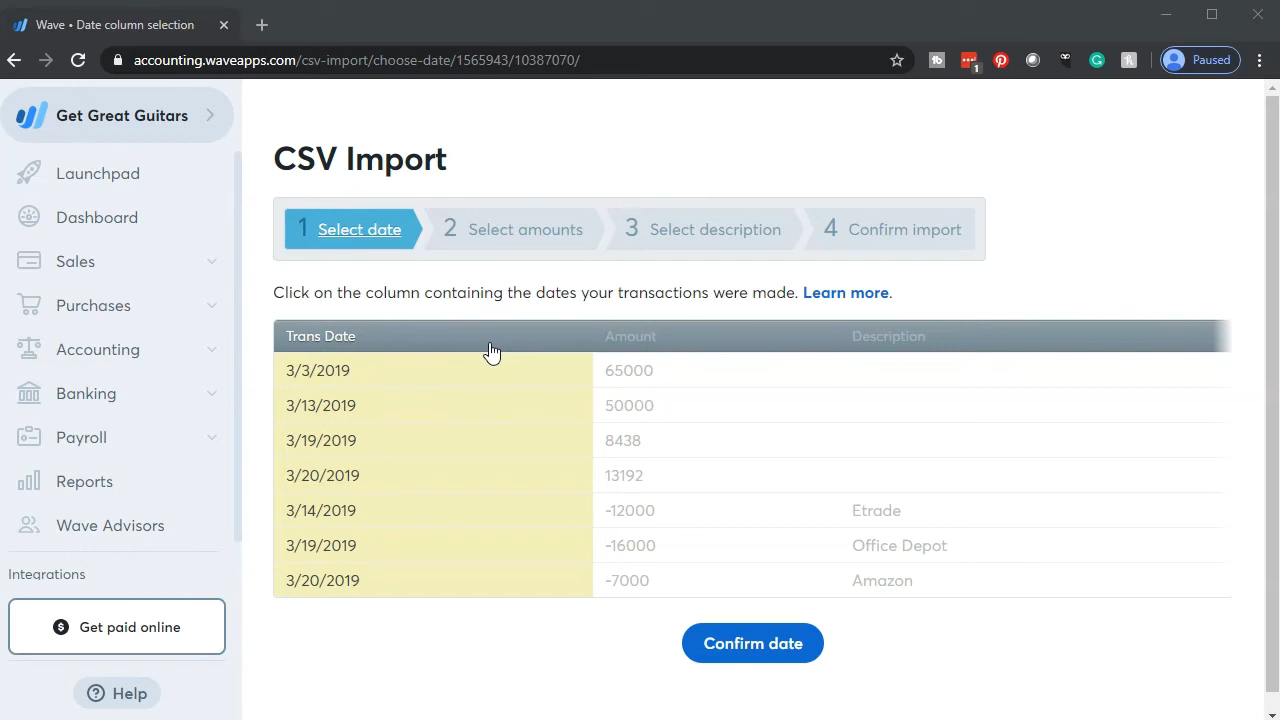 Wave • Date column selection
accounting.waveapps.com/csv-import/choose-date/1565943/10387070/
1
Paused
Get Great Guitars
Launchpad
Dashboard
Sales
Purchases
Accounting
Banking
Payroll
Reports
Wave Advisors
Integrations
$ Get paid online
? Help
CSV Import
1 Select date 2 Select amounts 3 Select description 4 Confirm import
Click on the column containing the dates your transactions were made. Learn more.
Trans Date Amount Description
3/3/2019 65000
3/13/2019 50000
3/19/2019 8438
3/20/2019 13192
3/14/2019 -12000 Etrade
3/19/2019 -16000 Office Depot
3/20/2019 -7000 Amazon
Confirm date